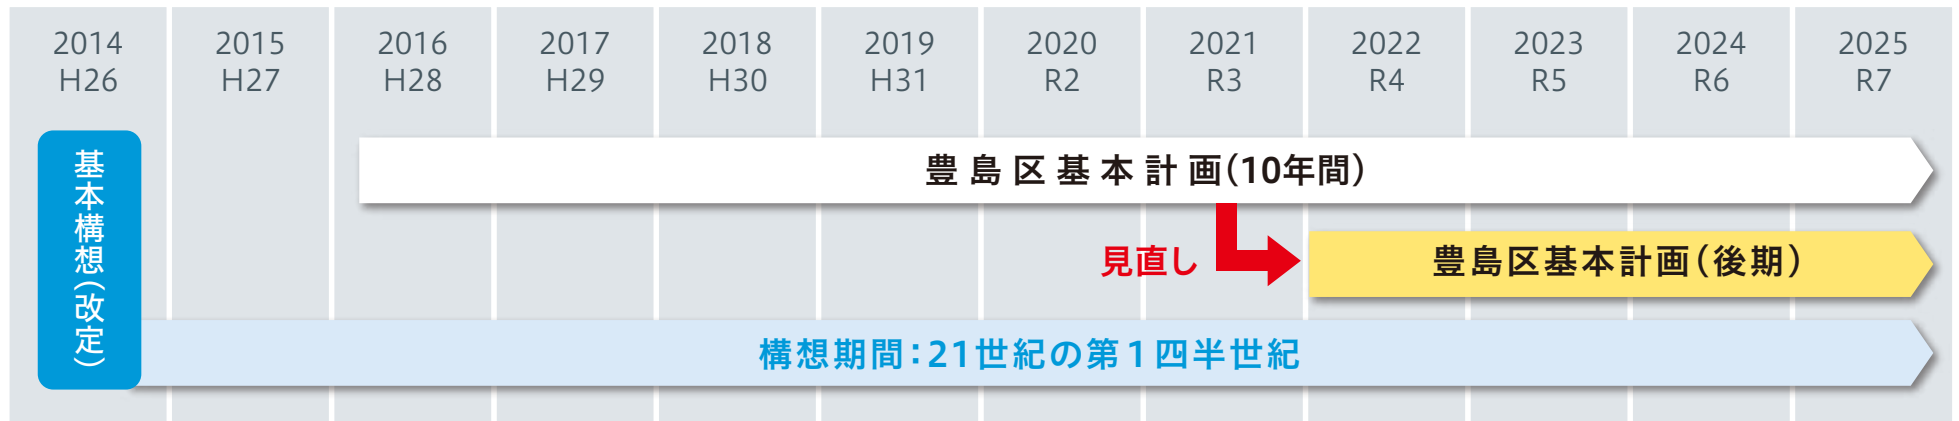 2014 2015 2016 2017 2018 2019 2020 2021 2022 2023 2024 2025
H26 H27 H28 H29 H30 H31 R2 R3 R4 R5 R6 R7
基本構想（改定）
豊島区基本計画（10年間）
見直し
豊島区基本計画（後期）
構想期間：21世紀の第１四半世紀